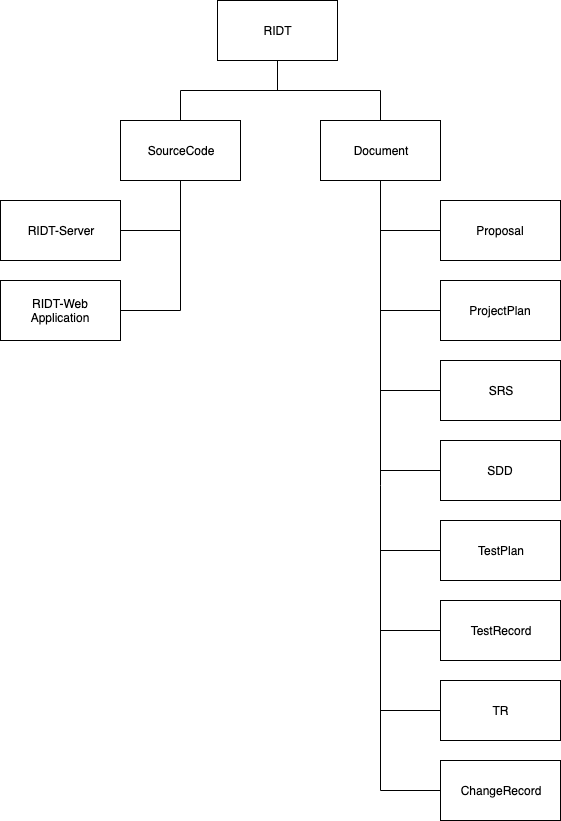 RIDT
SourceCode
Document
RIDT-Server
Proposal
RIDT-Web
Application
ProjectPlan
SRS
SDD
TestPlan
TestRecord
TR
ChangeRecord